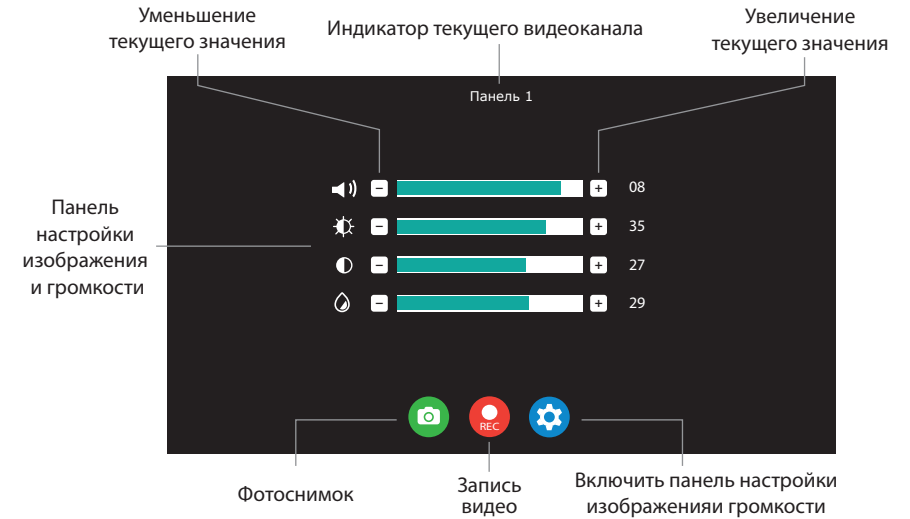 Уменьшение
текущего значения
Индикатор текущего видеоканала
Увеличение
текущего значения
Панель 1
08
35
27
29
Панель
настройки
изображения
и громкости
REC
Фотоснимок
Запись
видео
Включить панель настройки
изображенияи громкости